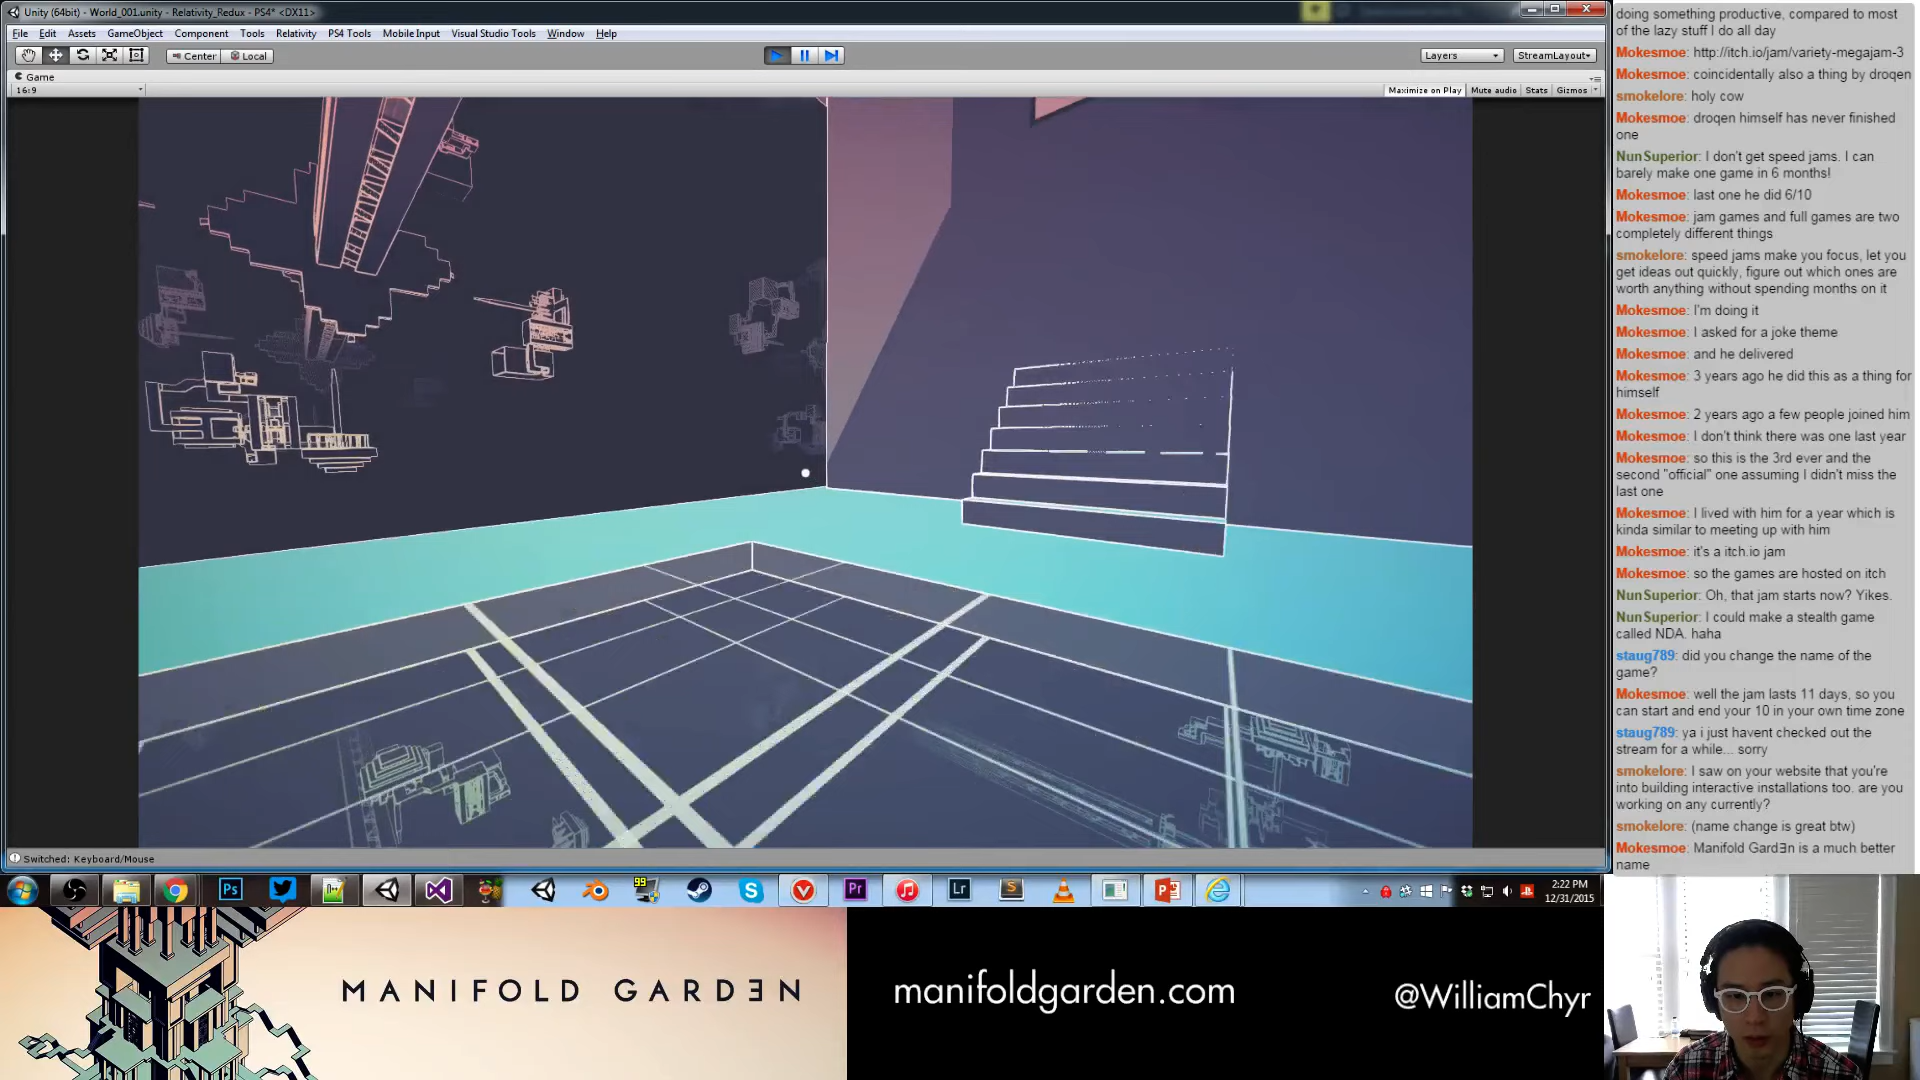 Unity (64bit) - World_001.unity - Relativity_Redux - PS4* <DX11>
File Edit Assets GameObject Component Tools Relativity PS4 Tools Mobile Input Visual Studio Tools Window Help
Center Local Layers StreamLayout
Game
16:9 Maximize on Play Mute audio Stats Gizmos
Switched: Keyboard/Mouse
99
Ps
Pr
Lr
S
2:22 PM
12/31/2015
doing something productive, compared to most
of the lazy stuff I do all day
Mokesmoe: http://itch.io/jam/variety-megajam-3
Mokesmoe: coincidentally also a thing by droqen
smokelore: holy cow
Mokesmoe: droqen himself has never finished
one
NunSuperior: I don't get speed jams. I can
barely make one game in 6 months!
Mokesmoe: last one he did 6/10
Mokesmoe: jam games and full games are two
completely different things
smokelore: speed jams make you focus, let you
get ideas out quickly, figure out which ones are
worth anything without spending months on it
Mokesmoe: I'm doing it
Mokesmoe: I asked for a joke theme
Mokesmoe: and he delivered
Mokesmoe: 3 years ago he did this as a thing for
himself
Mokesmoe: 2 years ago a few people joined him
Mokesmoe: I don't think there was one last year
Mokesmoe: so this is the 3rd ever and the
second "official" one assuming I didn't miss the
last one
Mokesmoe: I lived with him for a year which is
kinda similar to meeting up with him
Mokesmoe: it's a itch.io jam
Mokesmoe: so the games are hosted on itch
NunSuperior: Oh, that jam starts now? Yikes.
NunSuperior: I could make a stealth game
called NDA. haha
staug789: did you change the name of the
game?
Mokesmoe: well the jam lasts 11 days, so you
can start and end your 10 in your own time zone
staug789: ya i just havent checked out the
stream for a while... sorry
smokelore: I saw on your website that you're
into building interactive installations too. are you
working on any currently?
smokelore: (name change is great btw)
Mokesmoe: Manifold GardƎn is a much better
name
MANIFOLD GARDƎN
manifoldgarden.com
@WilliamChyr